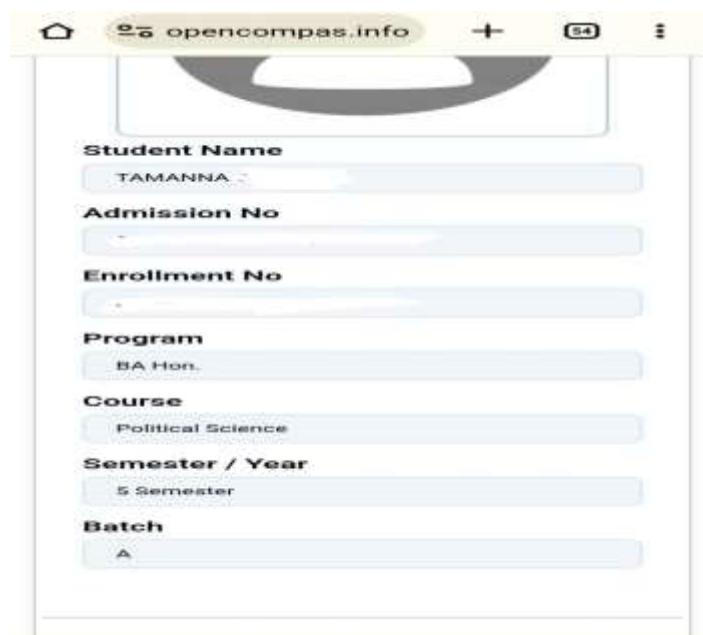 opencompas.info
54
Student Name
TAMANNA
Admission No
Enrollment No
Program
BA Hon.
Course
Political Science
Semester / Year
5 Semester
Batch
A